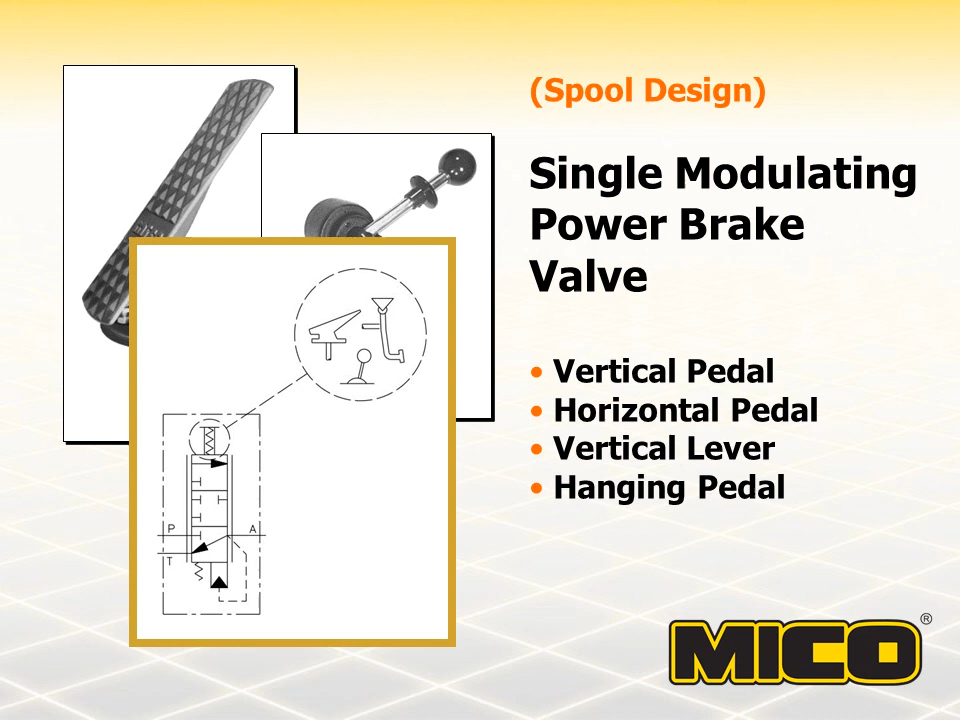 (Spool Design)
Single Modulating
Power Brake
Valve
• Vertical Pedal
• Horizontal Pedal
• Vertical Lever
• Hanging Pedal
P
A
T
MICO®